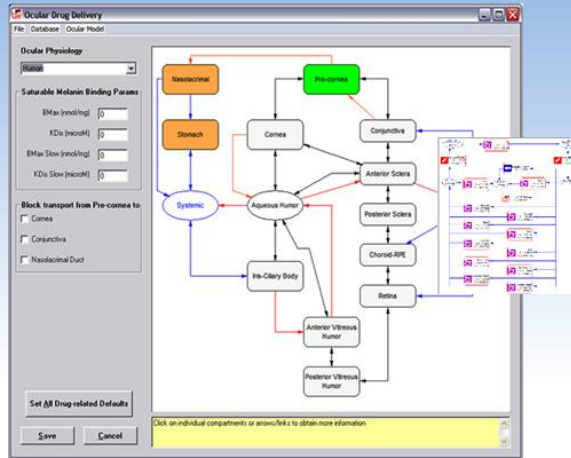 Ocular Drug Delivery
File Database Ocular Model
Ocular Physiology
Human
Saturable Melanin Binding Params
BMax (nmol/mg) 0
KDis (microM) 0
BMax Slow (nmol/mg) 0
KDis Slow (microM) 0
Block transport from Pre-cornea to:
Cornea
Conjunctiva
Nasolacrimal Duct
Set All Drug-related Defaults
Save Cancel
Nasolacrimal
Pre-cornea
Stomach
Cornea
Conjunctiva
Anterior Sclera
Systemic
Aqueous Humor
Posterior Sclera
Choroid-RPE
Iris-Ciliary Body
Retina
Anterior Vitreous
Humor
Posterior Vitreous
Humor
Click on individual compartments or arrows/links to obtain more information